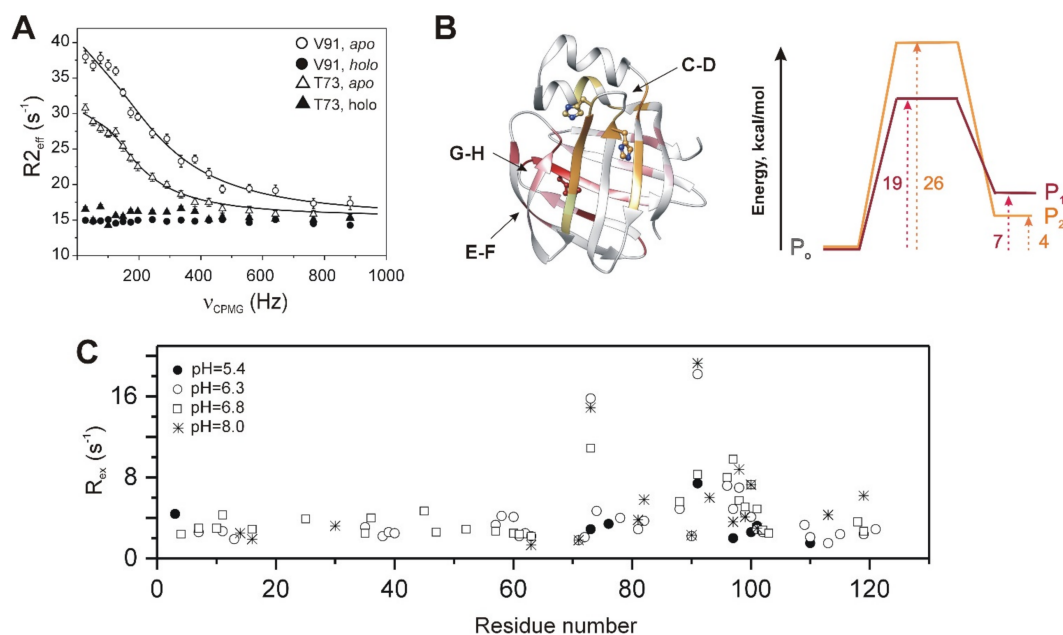 A
R2eff (s-1)
40
35
30
25
20
15
10
5
0
V91, apo
V91, holo
T73, apo
T73, holo
200
400
600
800
1000
νCPMG (Hz)
B
C-D
G-H
E-F
Energy, kcal/mol
Po
19
26
P1
P2
7
4
C
Rex (s-1)
16
8
0
pH=5.4
pH=6.3
pH=6.8
pH=8.0
0
20
40
60
80
100
120
Residue number